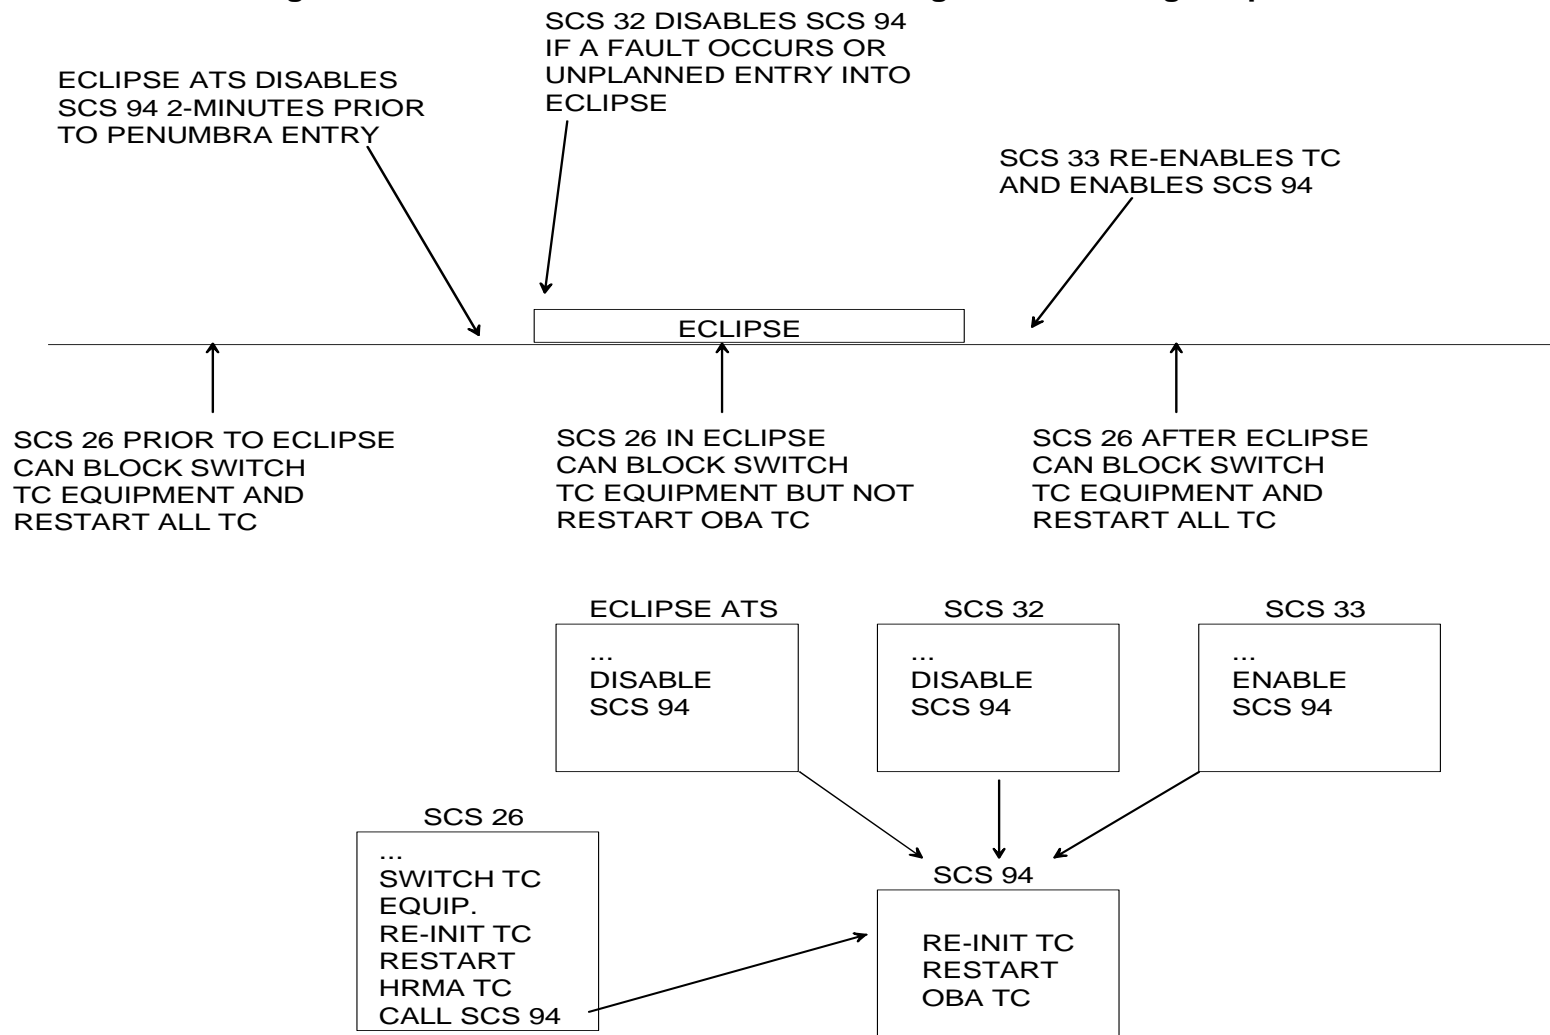 SCS 32 DISABLES SCS 94
IF A FAULT OCCURS OR
UNPLANNED ENTRY INTO
ECLIPSE
ECLIPSE ATS DISABLES
SCS 94 2-MINUTES PRIOR
TO PENUMBRA ENTRY
SCS 33 RE-ENABLES TC
AND ENABLES SCS 94
ECLIPSE
SCS 26 PRIOR TO ECLIPSE
CAN BLOCK SWITCH
TC EQUIPMENT AND
RESTART ALL TC
SCS 26 IN ECLIPSE
CAN BLOCK SWITCH
TC EQUIPMENT BUT NOT
RESTART OBA TC
SCS 26 AFTER ECLIPSE
CAN BLOCK SWITCH
TC EQUIPMENT AND
RESTART ALL TC
ECLIPSE ATS
...
DISABLE
SCS 94
SCS 32
...
DISABLE
SCS 94
SCS 33
...
ENABLE
SCS 94
SCS 26
...
SWITCH TC
EQUIP.
RE-INIT TC
RESTART
HRMA TC
CALL SCS 94
SCS 94
RE-INIT TC
RESTART
OBA TC